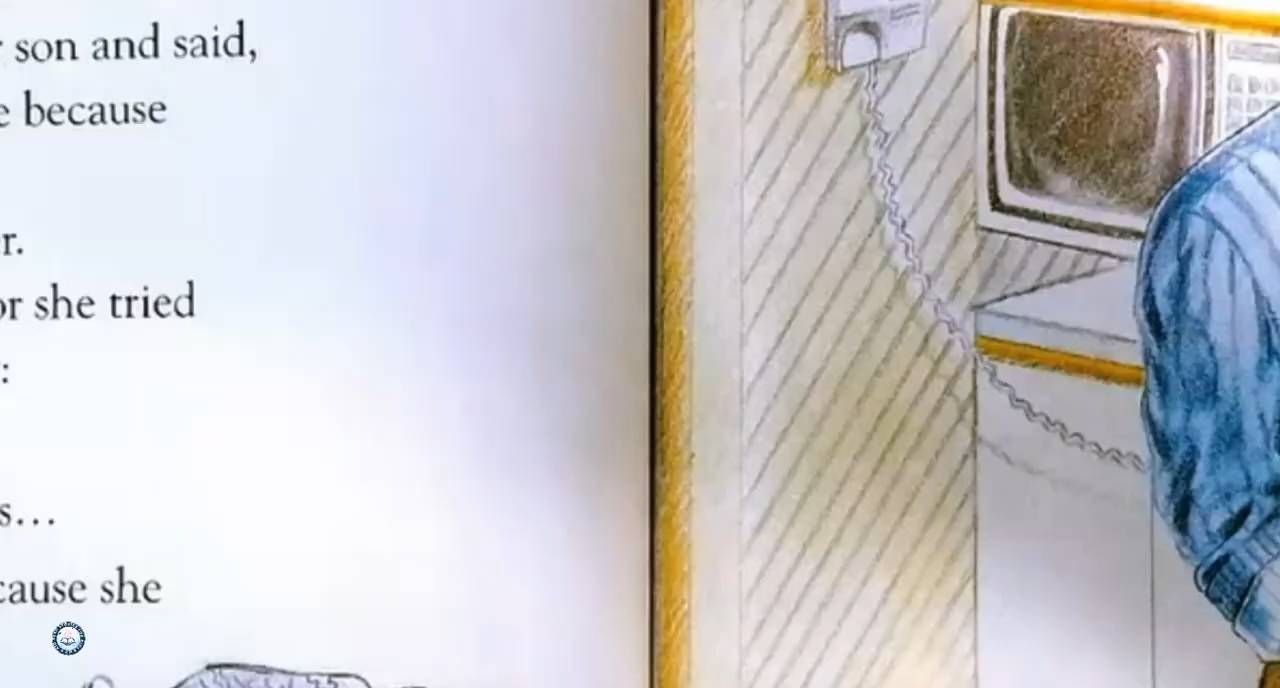 son and said,
because
r.
or she tried
:
s...
cause she